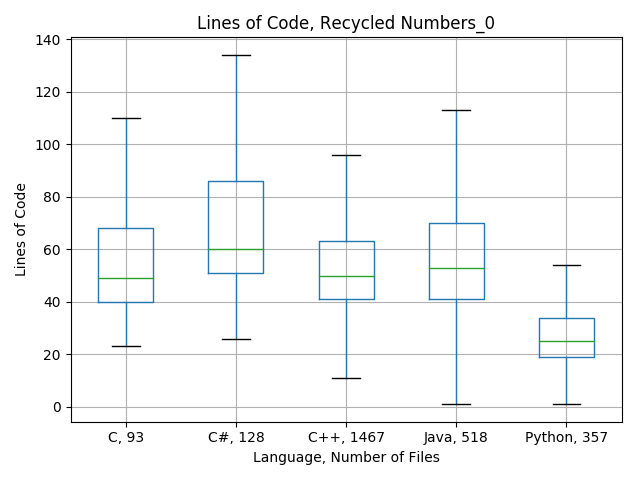 Lines of Code, Recycled Numbers_0
140
120
100
80
60
40
20
0
Lines of Code
C, 93 C#, 128 C++, 1467 Java, 518 Python, 357
Language, Number of Files